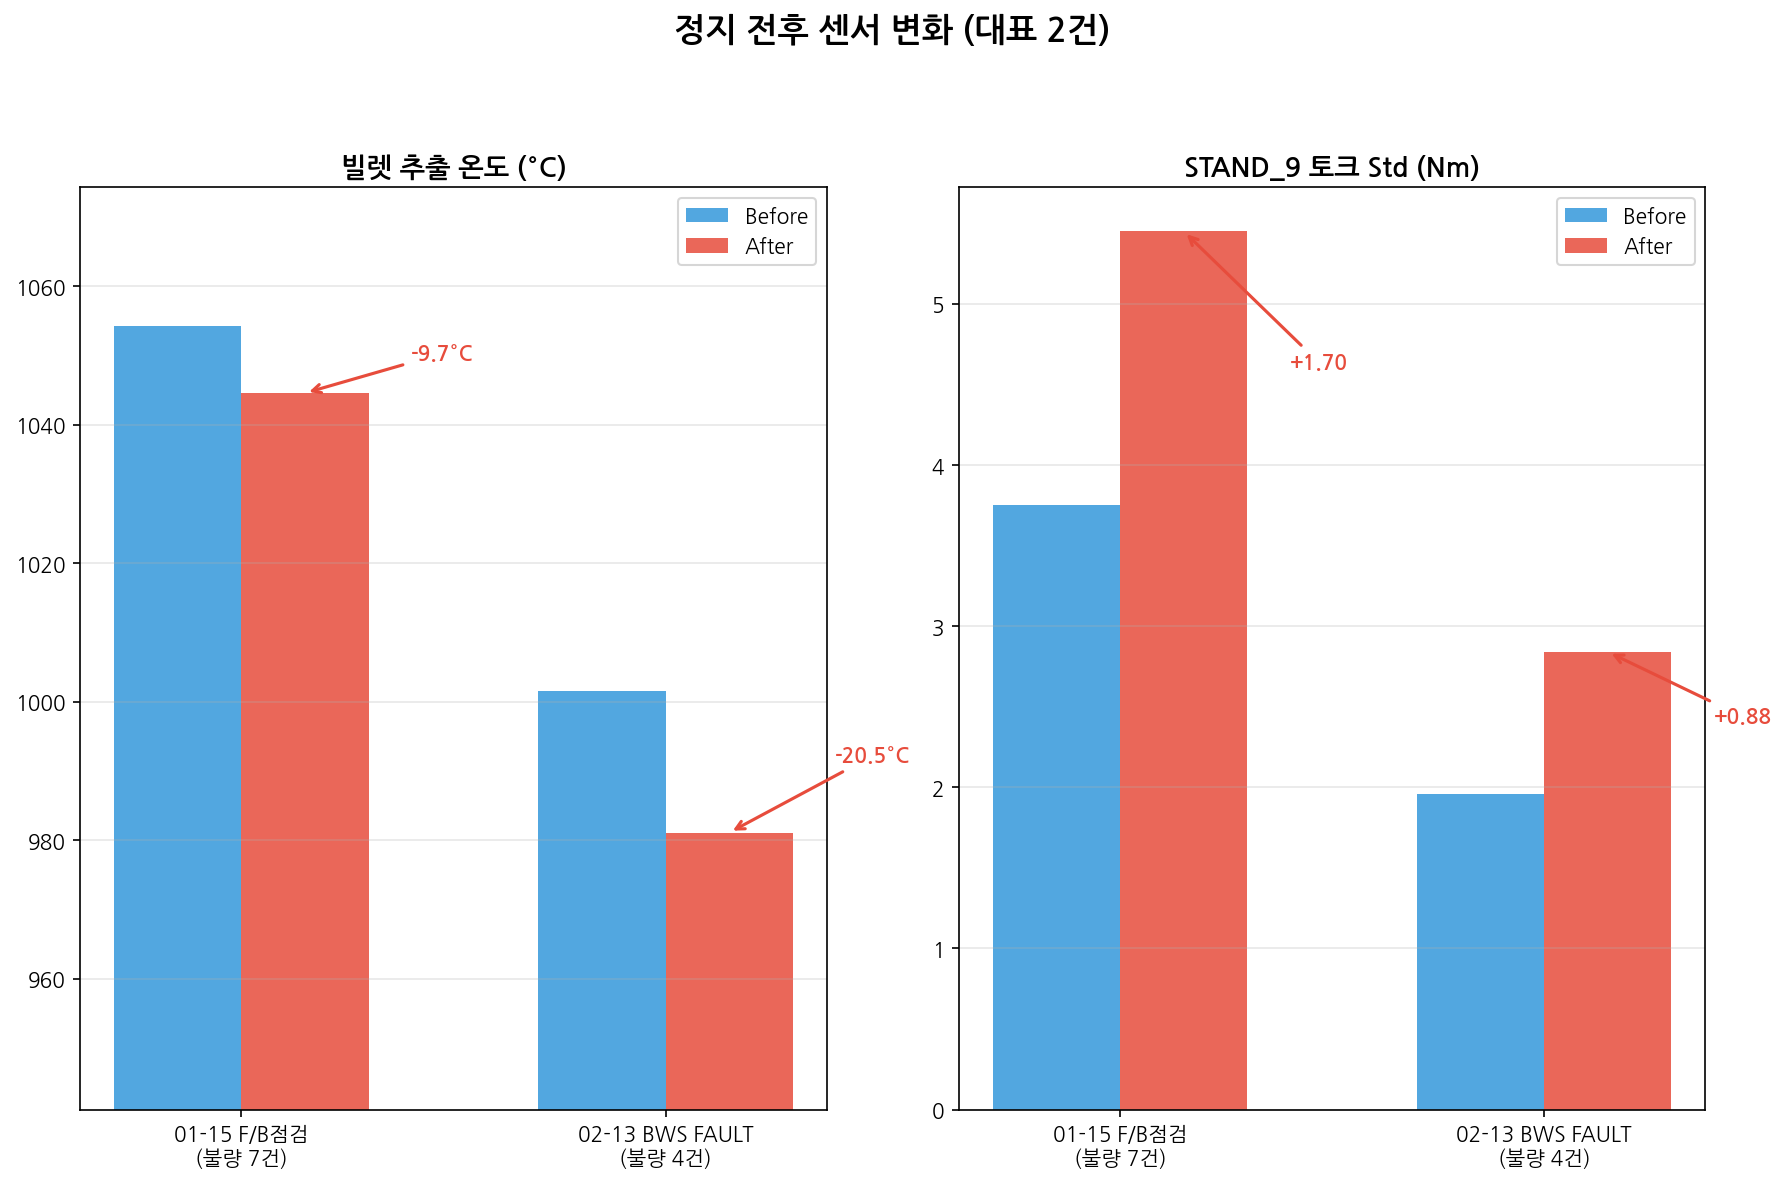 정지 전후 센서 변화 (대표 2건)
빌렛 추출 온도 (°C)
Before
After
1060
1040
1020
1000
980
960
-9.7°C
-20.5°C
01-15 F/B점검
(불량 7건)
02-13 BWS FAULT
(불량 4건)
STAND_9 토크 Std (Nm)
Before
After
5
4
3
2
1
0
+1.70
+0.88
01-15 F/B점검
(불량 7건)
02-13 BWS FAULT
(불량 4건)